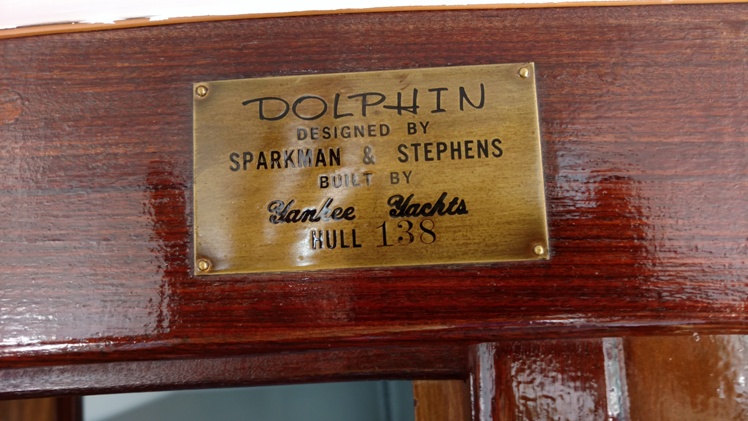 DOLPHIN
DESIGNED BY
SPARKMAN & STEPHENS
BUILT BY
Yankee Yachts
HULL 138